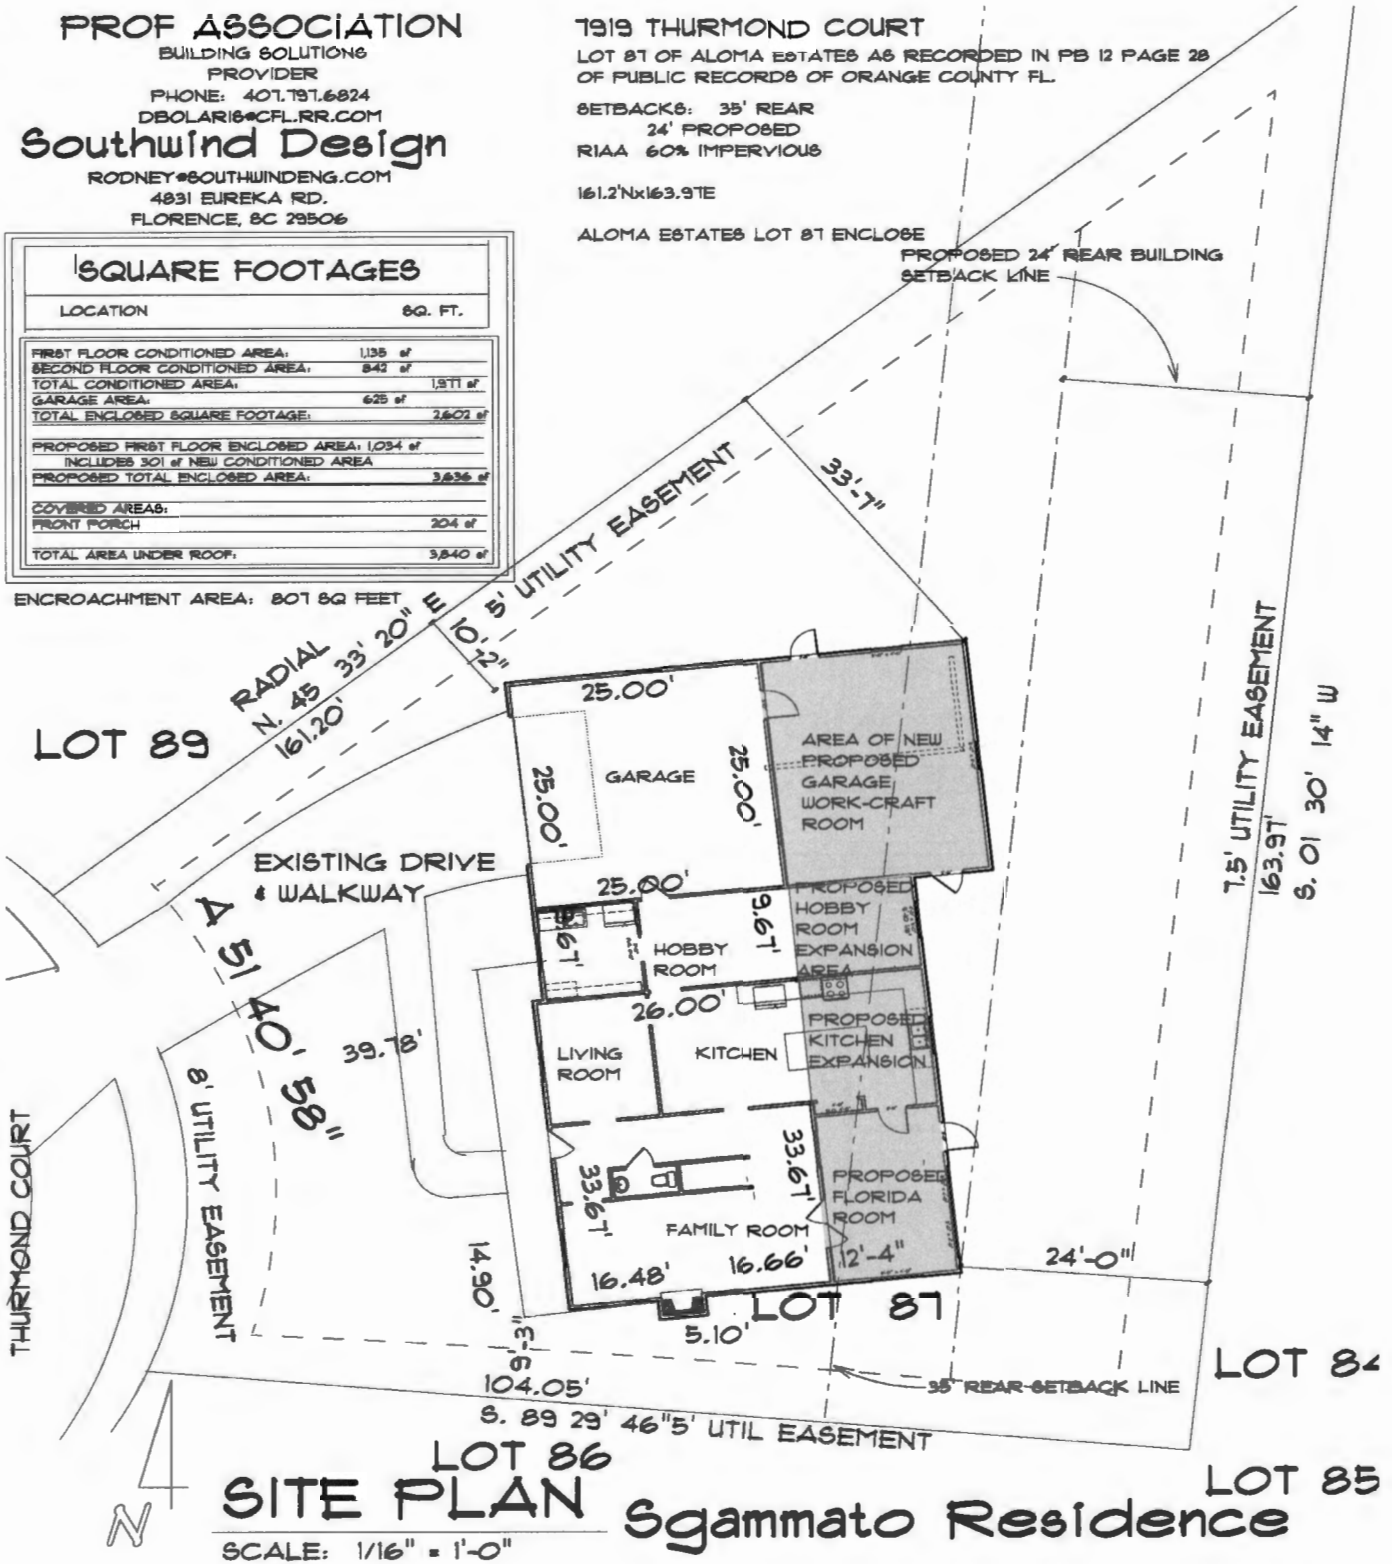 PROF ASSOCIATION
BUILDING SOLUTIONS
PROVIDER
PHONE: 407.797.6824
DBOLARIS@CFL.RR.COM
Southwind Design
RODNEY@SOUTHWINDENG.COM
4831 EUREKA RD.
FLORENCE, SC 29506
7919 THURMOND COURT
LOT 87 OF ALOMA ESTATES AS RECORDED IN PB 12 PAGE 28
OF PUBLIC RECORDS OF ORANGE COUNTY FL.
SETBACKS: 35' REAR
24' PROPOSED
RIAA 60% IMPERVIOUS
161.2'Nx163.97E
ALOMA ESTATES LOT 87 ENCLOSE
PROPOSED 24' REAR BUILDING
SETBACK LINE
SQUARE FOOTAGES
LOCATION SQ. FT.
FIRST FLOOR CONDITIONED AREA: 1,135 sf
SECOND FLOOR CONDITIONED AREA: 842 sf
TOTAL CONDITIONED AREA: 1,977 sf
GARAGE AREA: 625 sf
TOTAL ENCLOSED SQUARE FOOTAGE: 2,602 sf
PROPOSED FIRST FLOOR ENCLOSED AREA: 1,034 sf
INCLUDES 301 sf NEW CONDITIONED AREA
PROPOSED TOTAL ENCLOSED AREA: 3,636 sf
COVERED AREAS:
FRONT PORCH 204 sf
TOTAL AREA UNDER ROOF: 3,840 sf
ENCROACHMENT AREA: 807 SQ FEET
RADIAL
N. 45 33' 20" E
161.20'
10'-2"
5' UTILITY EASEMENT
33'-7"
LOT 89
25.00'
GARAGE
25.00'
25.00'
25.00'
AREA OF NEW
PROPOSED
GARAGE
WORK-CRAFT
ROOM
7.5' UTILITY EASEMENT
163.97'
S. 01 30' 14" W
EXISTING DRIVE
& WALKWAY
Δ 51 40' 58"
9.67'
HOBBY
ROOM
9.67'
PROPOSED
HOBBY
ROOM
EXPANSION
AREA
26.00'
39.78'
LIVING
ROOM
KITCHEN
PROPOSED
KITCHEN
EXPANSION
8' UTILITY EASEMENT
THURMOND COURT
33.67'
33.67'
PROPOSED
FLORIDA
ROOM
FAMILY ROOM
14.90'
16.48'
16.66'
12'-4"
24'-0"
LOT 87
5.10'
9'-3"
104.05'
S. 89 29' 46" 5' UTIL EASEMENT
35' REAR SETBACK LINE
LOT 84
LOT 86
LOT 85
N
SITE PLAN
Sgammato Residence
SCALE: 1/16" = 1'-0"